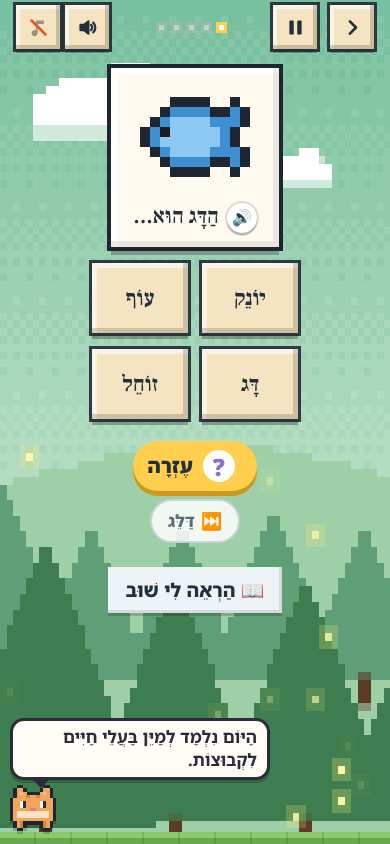 הַדָּג הוּא...
יוֹנֵק
עוֹף
דָּג
זוֹחֵל
?
עֶזְרָה
דַּלֵּג
הַרְאֵה לִי שׁוּב
הַיּוֹם נִלְמַד לְמַיֵּן בַּעֲלֵי חַיִּים
לִקְבוּצוֹת.